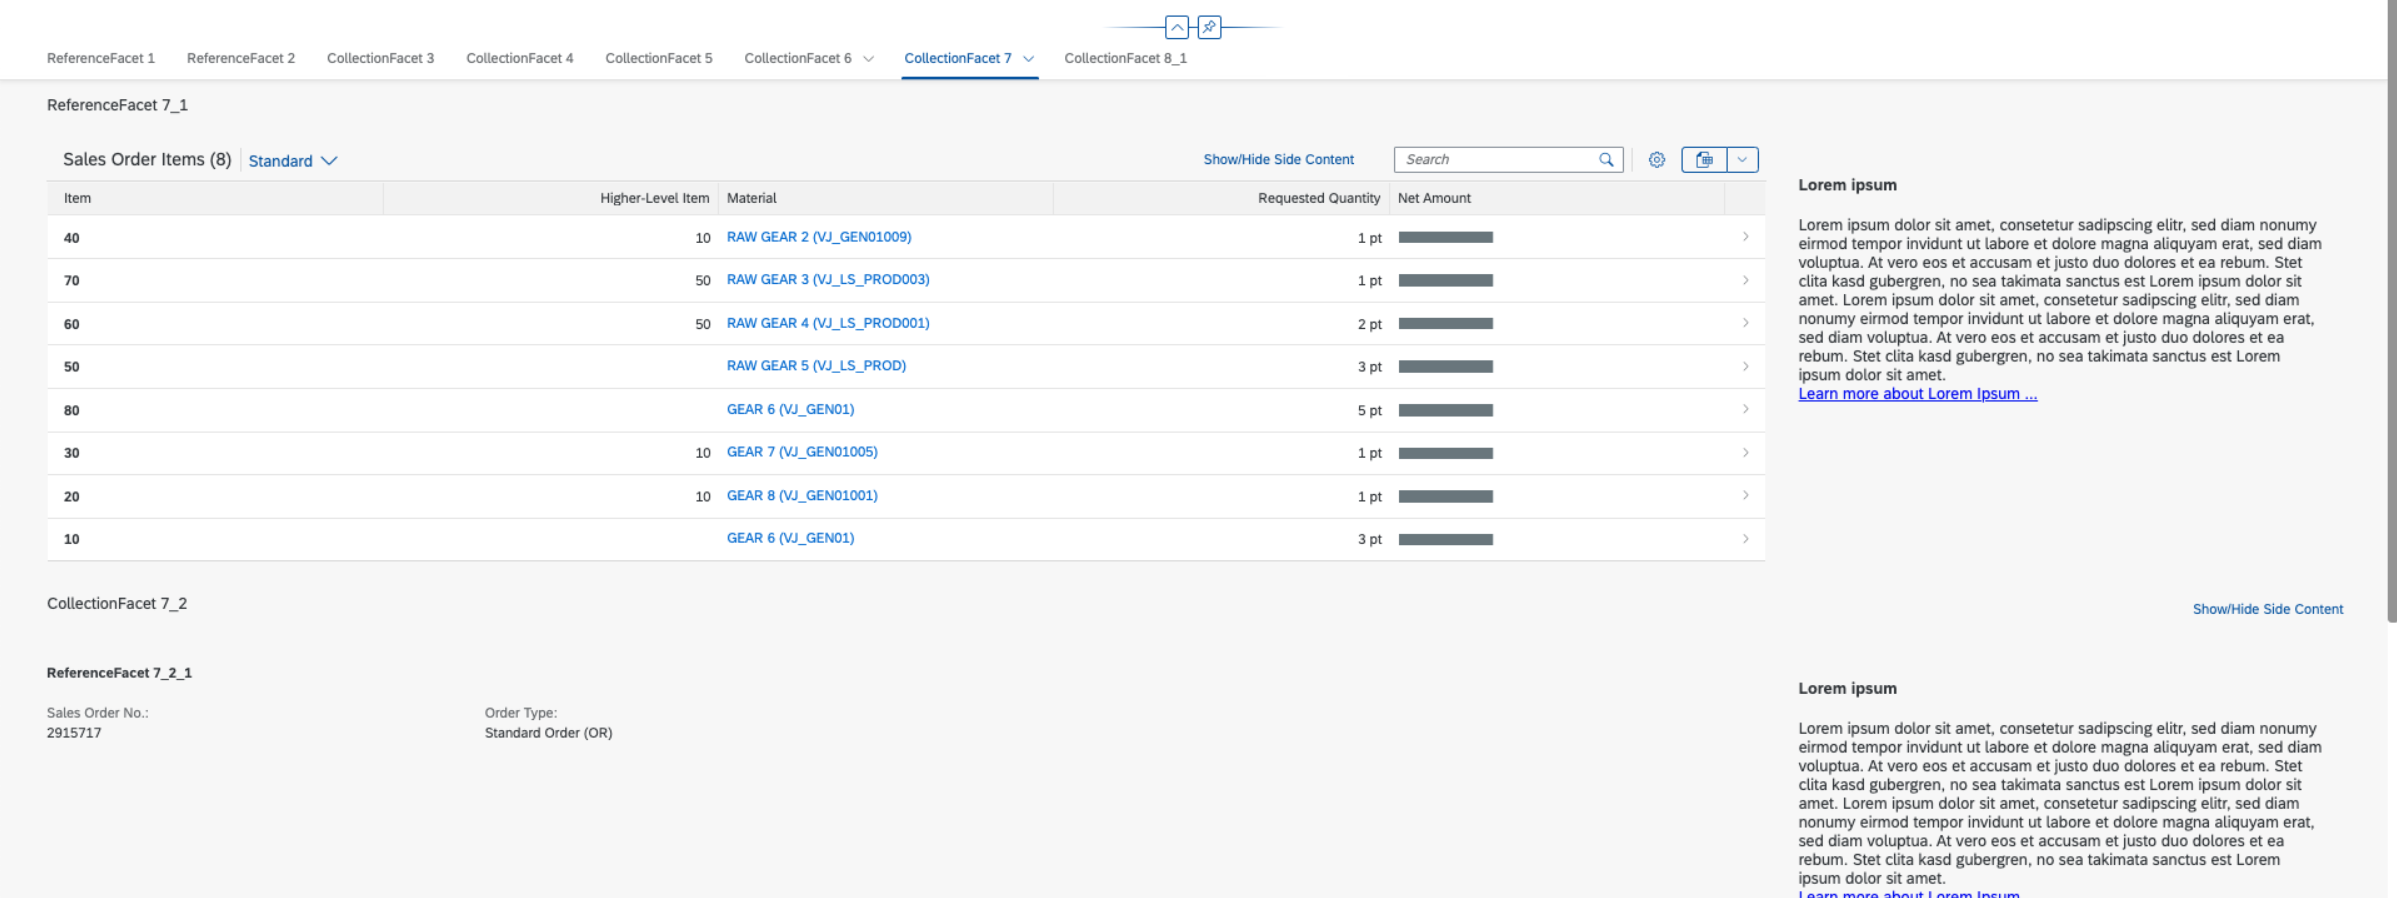 ReferenceFacet 1 ReferenceFacet 2 CollectionFacet 3 CollectionFacet 4 CollectionFacet 5 CollectionFacet 6 CollectionFacet 7 CollectionFacet 8_1
ReferenceFacet 7_1
Sales Order Items (8) Standard Show/Hide Side Content Search
Item Higher-Level Item Material Requested Quantity Net Amount
40 10 RAW GEAR 2 (VJ_GEN01009) 1 pt
70 50 RAW GEAR 3 (VJ_LS_PROD003) 1 pt
60 50 RAW GEAR 4 (VJ_LS_PROD001) 2 pt
50 RAW GEAR 5 (VJ_LS_PROD) 3 pt
80 GEAR 6 (VJ_GEN01) 5 pt
30 10 GEAR 7 (VJ_GEN01005) 1 pt
20 10 GEAR 8 (VJ_GEN01001) 1 pt
10 GEAR 6 (VJ_GEN01) 3 pt
Lorem ipsum
Lorem ipsum dolor sit amet, consetetur sadipscing elitr, sed diam nonumy
eirmod tempor invidunt ut labore et dolore magna aliquyam erat, sed diam
voluptua. At vero eos et accusam et justo duo dolores et ea rebum. Stet
clita kasd gubergren, no sea takimata sanctus est Lorem ipsum dolor sit
amet. Lorem ipsum dolor sit amet, consetetur sadipscing elitr, sed diam
nonumy eirmod tempor invidunt ut labore et dolore magna aliquyam erat,
sed diam voluptua. At vero eos et accusam et justo duo dolores et ea
rebum. Stet clita kasd gubergren, no sea takimata sanctus est Lorem
ipsum dolor sit amet.
Learn more about Lorem Ipsum ...
CollectionFacet 7_2 Show/Hide Side Content
ReferenceFacet 7_2_1
Sales Order No.: Order Type:
2915717 Standard Order (OR)
Lorem ipsum
Lorem ipsum dolor sit amet, consetetur sadipscing elitr, sed diam nonumy
eirmod tempor invidunt ut labore et dolore magna aliquyam erat, sed diam
voluptua. At vero eos et accusam et justo duo dolores et ea rebum. Stet
clita kasd gubergren, no sea takimata sanctus est Lorem ipsum dolor sit
amet. Lorem ipsum dolor sit amet, consetetur sadipscing elitr, sed diam
nonumy eirmod tempor invidunt ut labore et dolore magna aliquyam erat,
sed diam voluptua. At vero eos et accusam et justo duo dolores et ea
rebum. Stet clita kasd gubergren, no sea takimata sanctus est Lorem
ipsum dolor sit amet.
Learn more about Lorem Ipsum